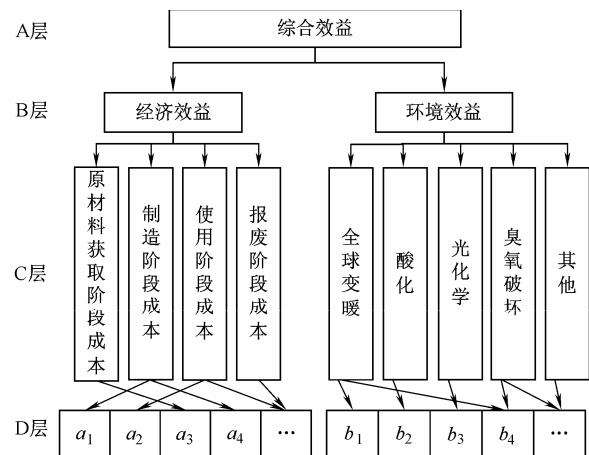 A层
综合效益
B层
经济效益
环境效益
C层
原材料获取阶段成本
制造阶段成本
使用阶段成本
报废阶段成本
全球变暖
酸化
光化学
臭氧破坏
其他
D层
a1
a2
a3
a4
...
b1
b2
b3
b4
...